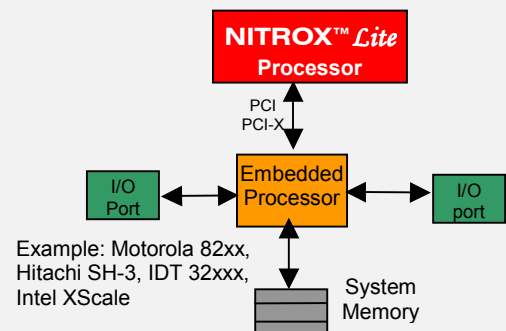 NITROX™ Lite
Processor
PCI
PCI-X
I/O
Port
Embedded
Processor
I/O
port
Example: Motorola 82xx,
Hitachi SH-3, IDT 32xxx,
Intel XScale
System
Memory